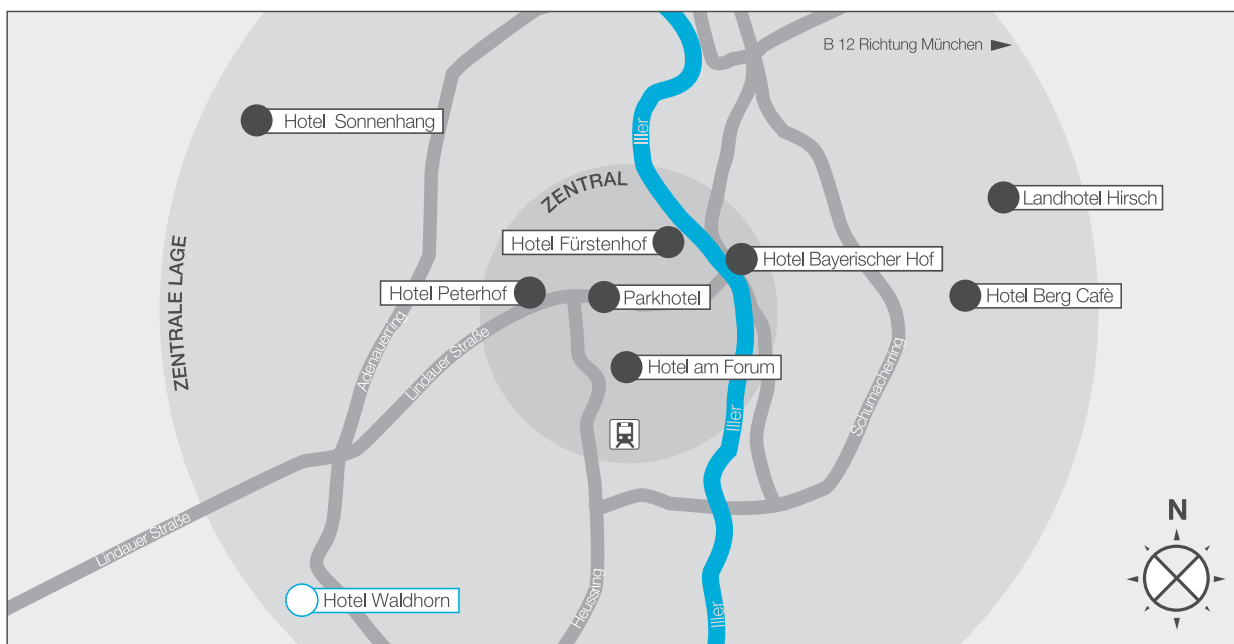 B 12 Richtung München
Hotel Sonnenhang
Iller
ZENTRAL
Landhotel Hirsch
Hotel Fürstenhof
Hotel Bayerischer Hof
ZENTRALE LAGE
Hotel Peterhof
Parkhotel
Hotel Berg Cafè
Adenauerring
Lindauer Straße
Hotel am Forum
Schumacherring
Iller
Lindauer Straße
N
Heussring
Iller
Hotel Waldhorn